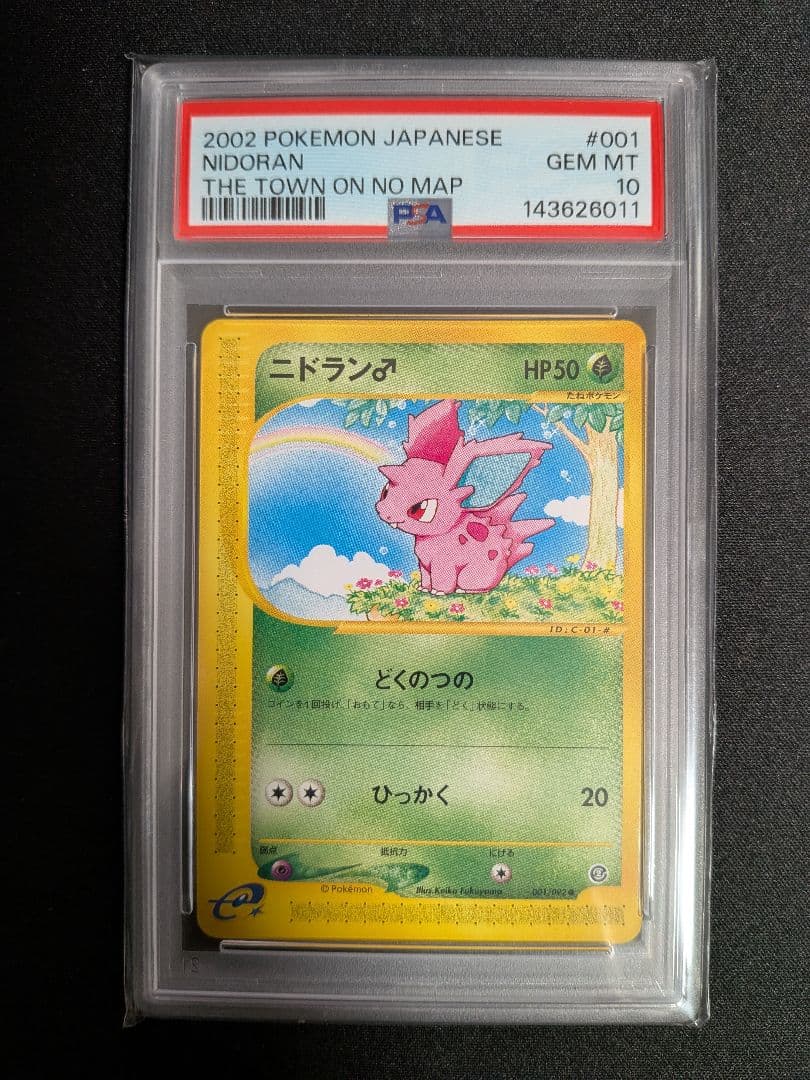 2002 POKEMON JAPANESE #001
NIDORAN GEM MT
THE TOWN ON NO MAP 10
PSA 143626011
ニドラン♂ HP50
たねポケモン
ID:C-01-#
どくのつの
コインを1回投げ、「おもて」なら、相手を「どく」状態にする。
ひっかく 20
弱点 抵抗力 にげる
© Pokémon Illus. Keiko Fukuyama 001/092●
e